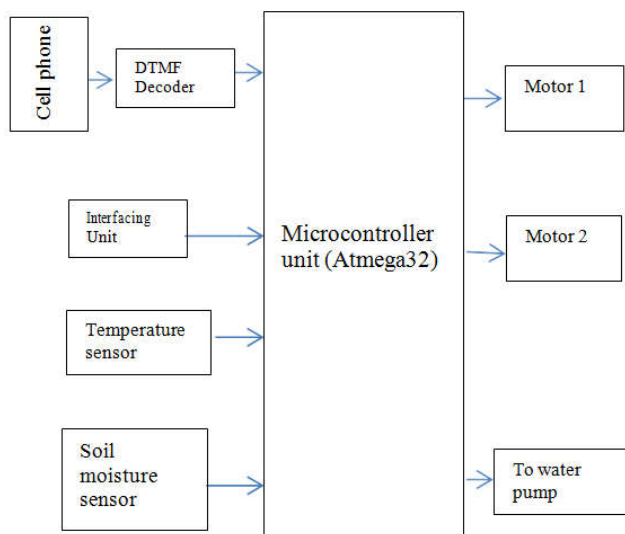 Cell phone
DTMF
Decoder
Interfacing
Unit
Temperature
sensor
Soil
moisture
sensor
Microcontroller
unit (Atmega32)
Motor 1
Motor 2
To water
pump